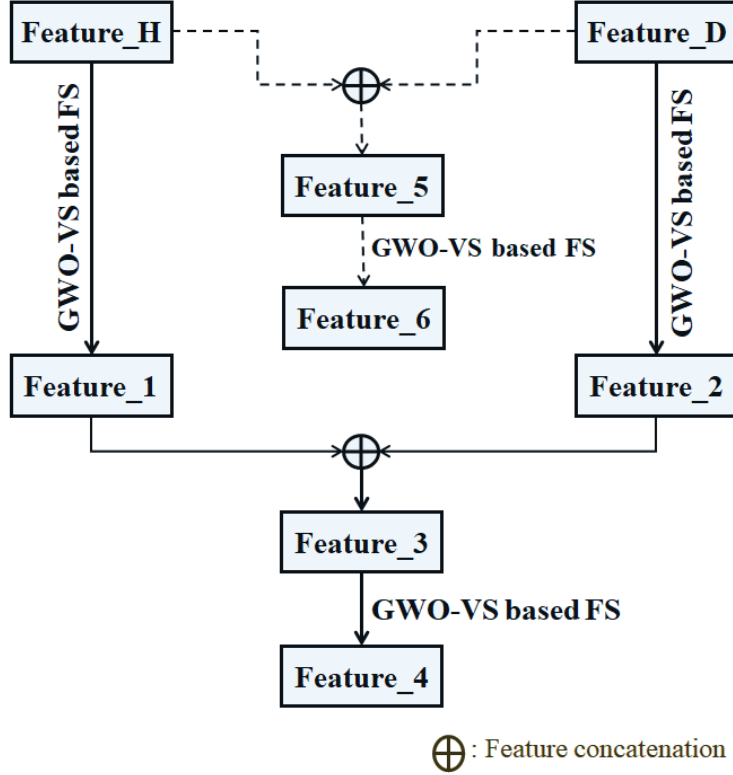 Feature_H
Feature_D
GWO-VS based FS
GWO-VS based FS
Feature_5
GWO-VS based FS
Feature_6
Feature_1
Feature_2
Feature_3
GWO-VS based FS
Feature_4
: Feature concatenation